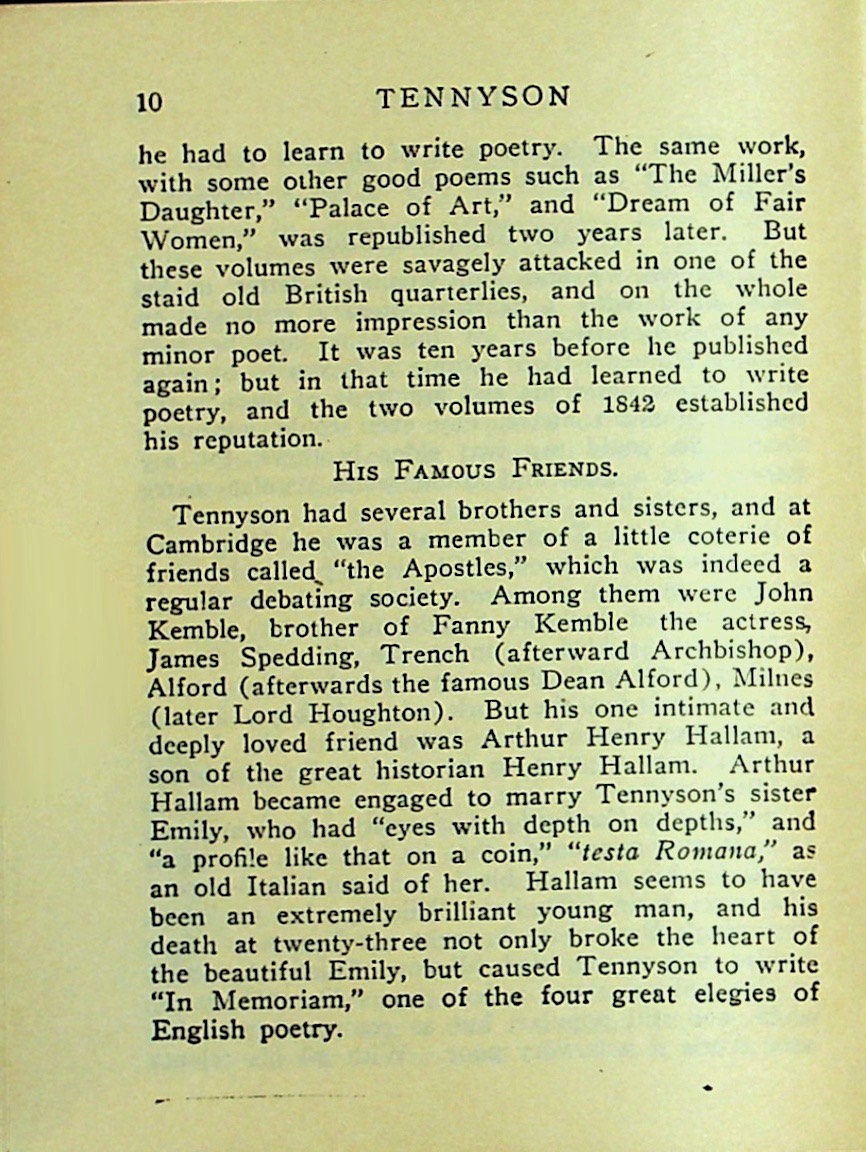 10 TENNYSON
he had to learn to write poetry. The same work,
with some other good poems such as “The Miller’s
Daughter,” “Palace of Art,” and “Dream of Fair
Women,” was republished two years later. But
these volumes were savagely attacked in one of the
staid old British quarterlies, and on the whole
made no more impression than the work of any
minor poet. It was ten years before he published
again; but in that time he had learned to write
poetry, and the two volumes of 1842 established
his reputation.
HIS FAMOUS FRIENDS.
Tennyson had several brothers and sisters, and at
Cambridge he was a member of a little coterie of
friends called “the Apostles,” which was indeed a
regular debating society. Among them were John
Kemble, brother of Fanny Kemble the actress,
James Spedding, Trench (afterward Archbishop),
Alford (afterwards the famous Dean Alford), Milnes
(later Lord Houghton). But his one intimate and
deeply loved friend was Arthur Henry Hallam, a
son of the great historian Henry Hallam. Arthur
Hallam became engaged to marry Tennyson’s sister
Emily, who had “eyes with depth on depths,” and
“a profile like that on a coin,” “testa Romana,” as
an old Italian said of her. Hallam seems to have
been an extremely brilliant young man, and his
death at twenty-three not only broke the heart of
the beautiful Emily, but caused Tennyson to write
“In Memoriam,” one of the four great elegies of
English poetry.